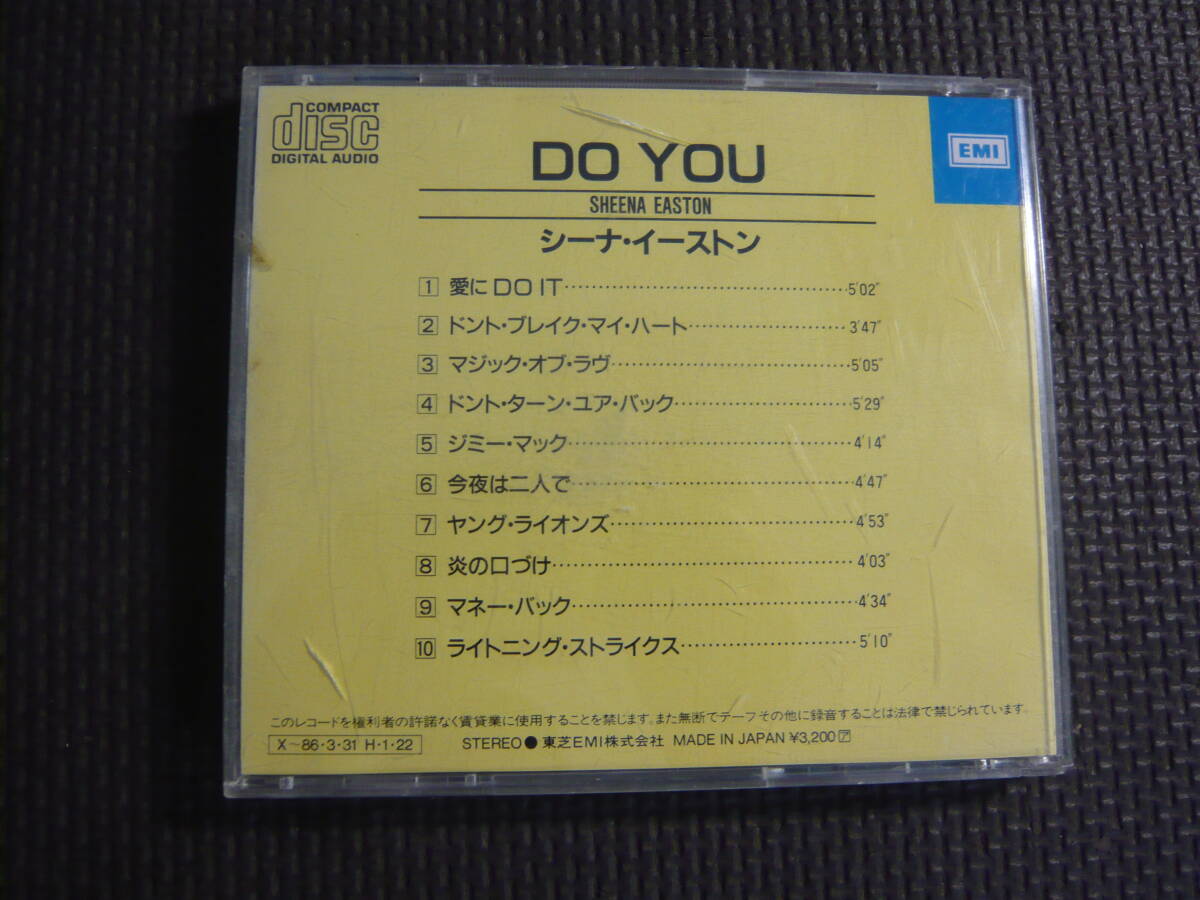 COMPACT
disc
DIGITAL AUDIO
EMI
DO YOU
SHEENA EASTON
シーナ・イーストン
1 愛に DO IT 5'02"
2 ドント・ブレイク・マイ・ハート 3'47"
3 マジック・オブ・ラヴ 5'05"
4 ドント・ターン・ユア・バック 5'29"
5 ジミー・マック 4'14"
6 今夜は二人で 4'47"
7 ヤング・ライオンズ 4'53"
8 炎の口づけ 4'03"
9 マネー・バック 4'34"
10 ライトニング・ストライクス 5'10"
このレコードを権利者の許諾なく賃貸業に使用することを禁じます。また無断でテープその他に録音することは法律で禁じられています。
X〜86・3・31 H・1・22 STEREO● 東芝EMI株式会社 MADE IN JAPAN ¥3,200 ア